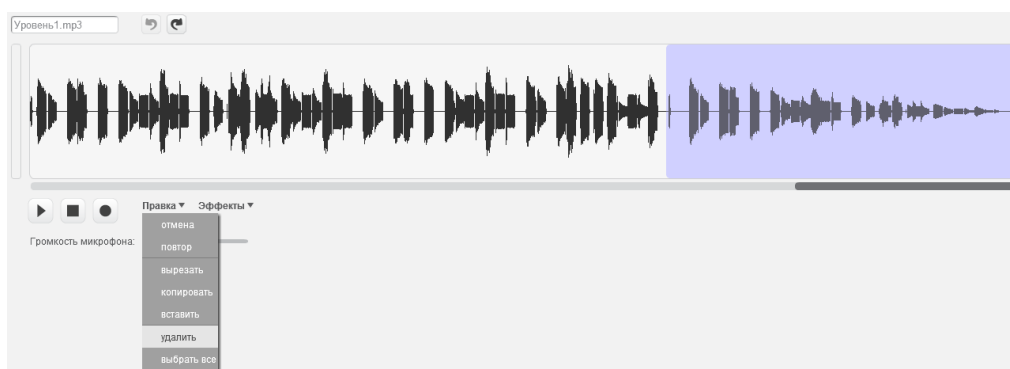 Уровень1.mp3
Правка ▼ Эффекты ▼
отмена
Громкость микрофона:
повтор
вырезать
копировать
вставить
удалить
выбрать все